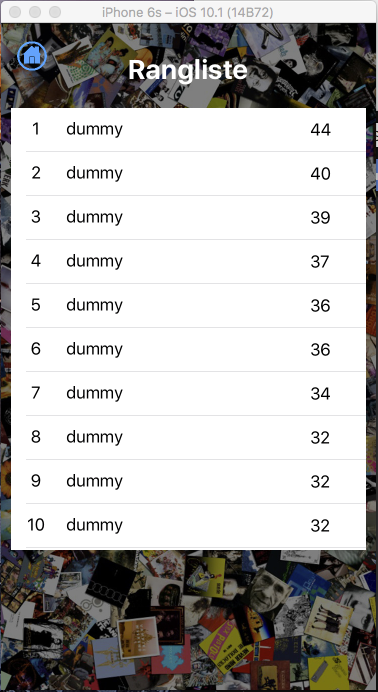 iPhone 6s – iOS 10.1 (14B72)
Rangliste
1 dummy 44
2 dummy 40
3 dummy 39
4 dummy 37
5 dummy 36
6 dummy 36
7 dummy 34
8 dummy 32
9 dummy 32
10 dummy 32